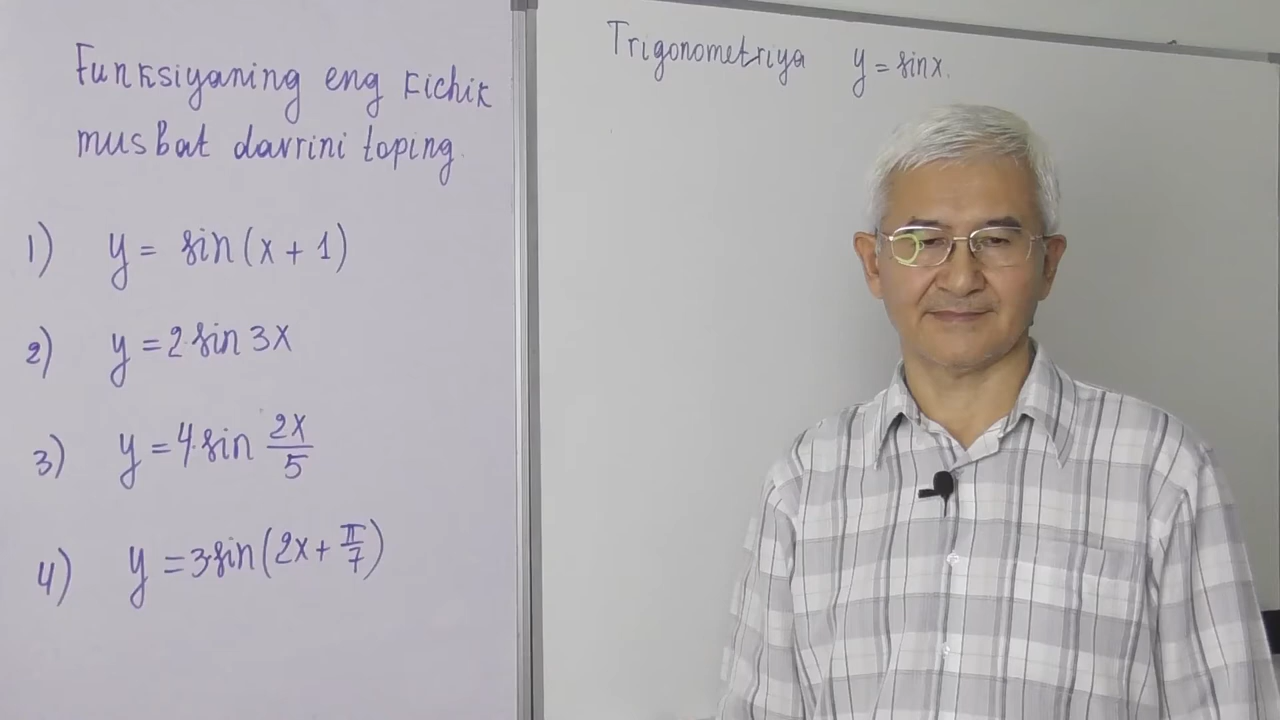 Funksiyaning eng kichik
musbat davrini toping.
1) y = sin(x + 1)
2) y = 2·sin 3x
3) y = 4·sin 2x/5
4) y = 3·sin(2x + π/7)
Trigonometriya y = sin x.